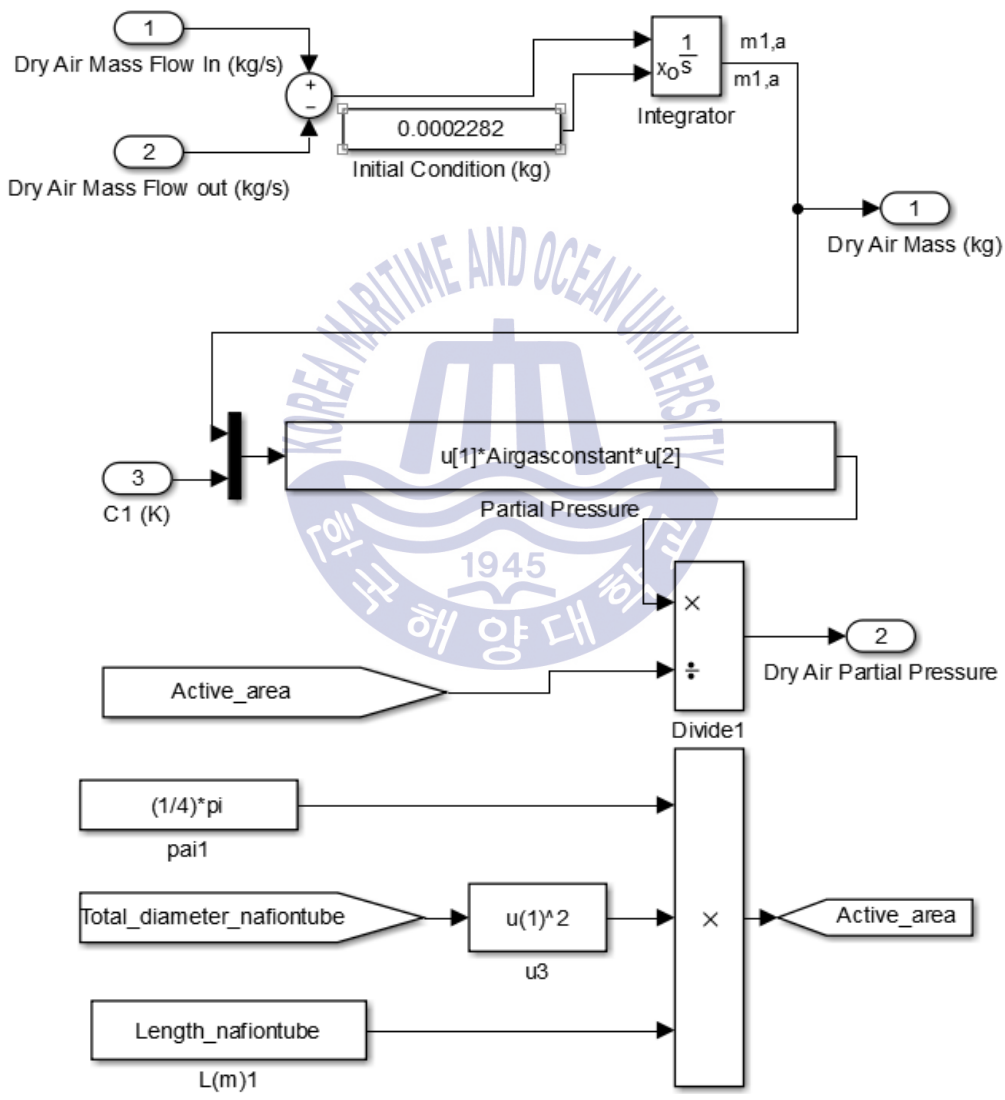 1
Dry Air Mass Flow In (kg/s)
+
−
2
Dry Air Mass Flow out (kg/s)
0.0002282
Initial Condition (kg)
1
s
xo
Integrator
m1,a
m1,a
1
Dry Air Mass (kg)
KOREA MARITIME AND OCEAN UNIVERSITY
3
C1 (K)
u[1]*Airgasconstant*u[2]
Partial Pressure
1945
한국해양대학교
×
÷
Divide1
2
Dry Air Partial Pressure
Active_area
(1/4)*pi
pai1
Total_diameter_nafiontube
u(1)^2
u3
×
Active_area
Length_nafiontube
L(m)1